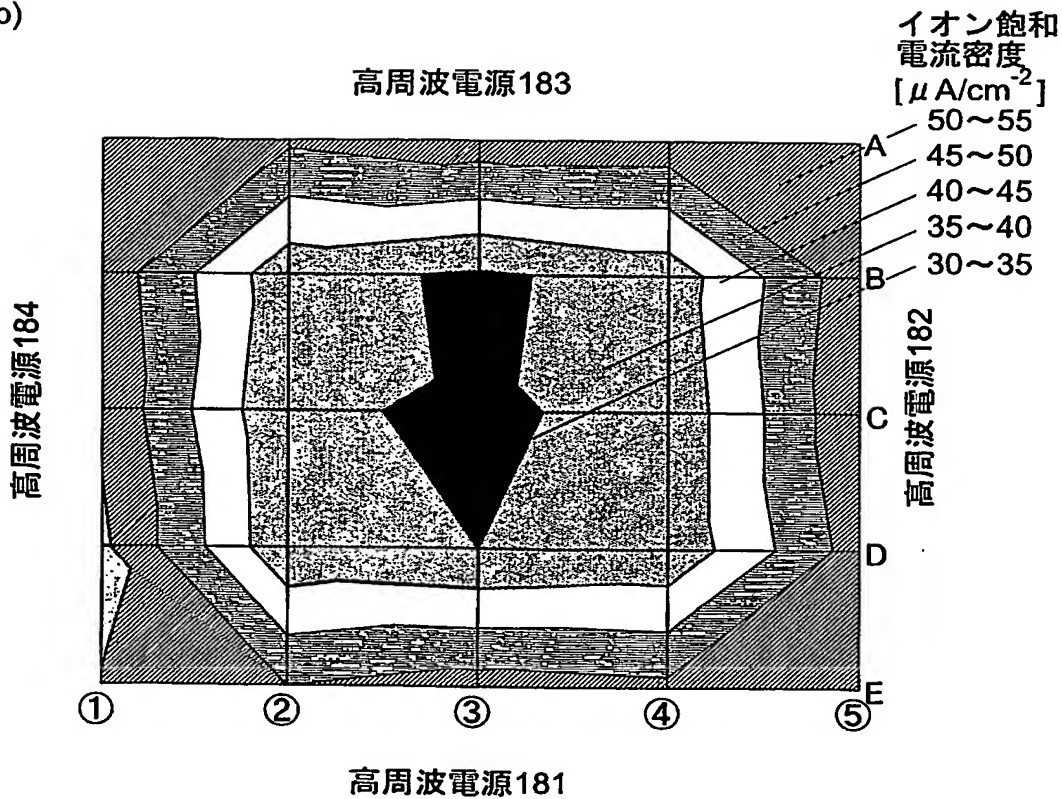 b)
イオン飽和
電流密度
[μA/cm⁻²]
高周波電源183
50～55
45～50
40～45
35～40
30～35
A
B
C
D
E
高周波電源184
高周波電源182
① ② ③ ④ ⑤
高周波電源181